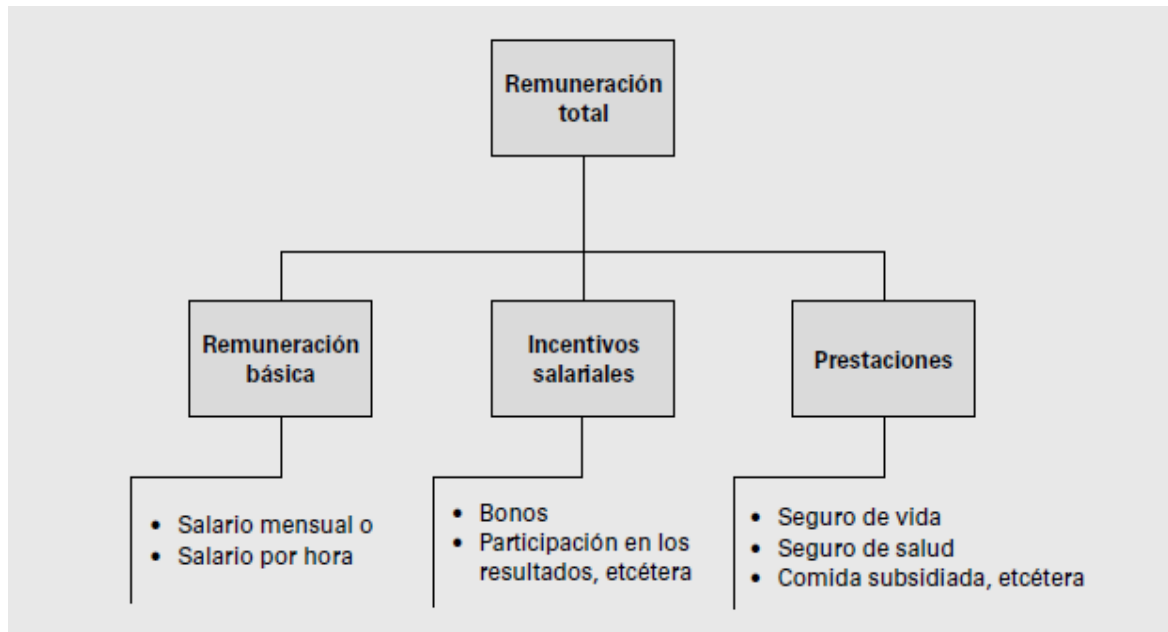 Remuneración
total
Remuneración
básica
Incentivos
salariales
Prestaciones
• Salario mensual o
• Salario por hora
• Bonos
• Participación en los
resultados, etcétera
• Seguro de vida
• Seguro de salud
• Comida subsidiada, etcétera